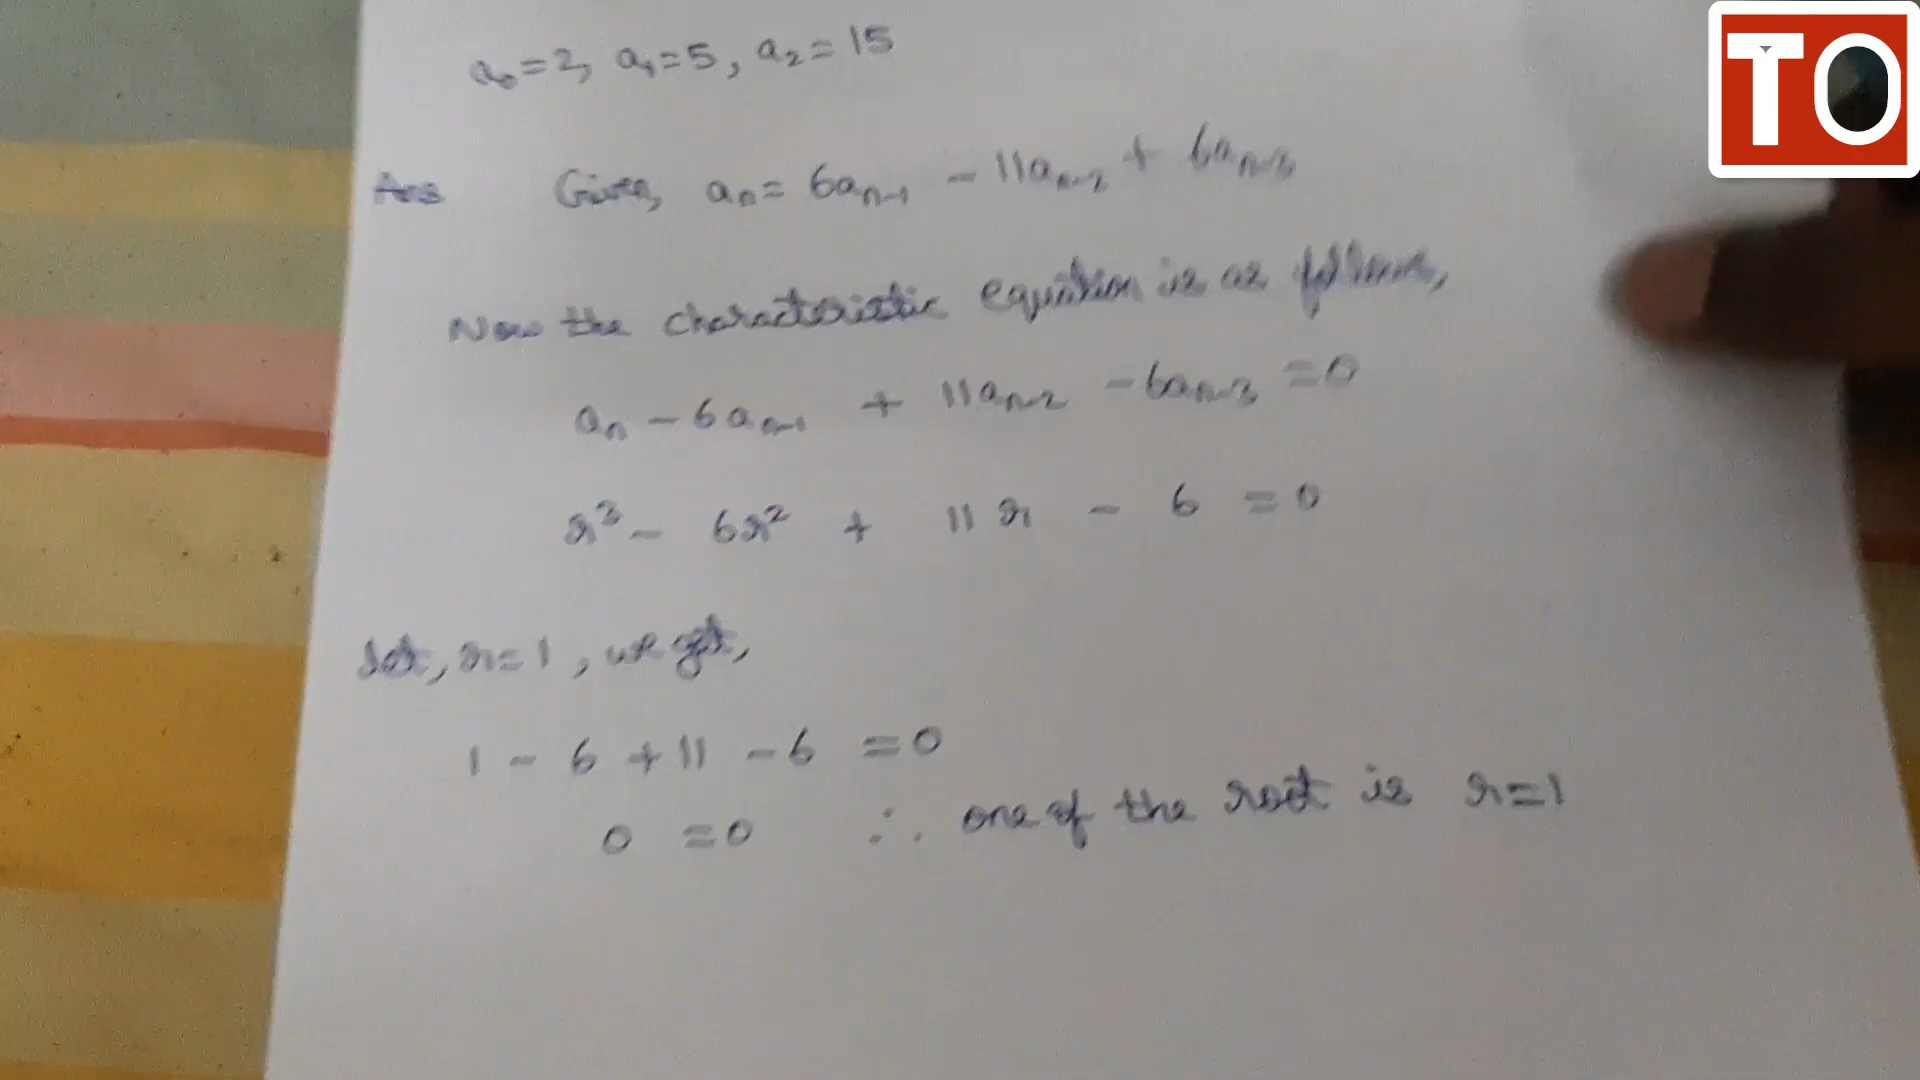 TO
a₀=2, a₁=5, a₂=15
Ans Given, aₙ= 6aₙ₋₁ - 11aₙ₋₂ + 6aₙ₋₃
Now the characteristic equation is as follows,
aₙ - 6aₙ₋₁ + 11aₙ₋₂ - 6aₙ₋₃ =0
r³ - 6r² + 11r - 6 =0
Let, r=1, we get,
1 - 6 + 11 - 6 =0
0 =0 ∴ one of the root is r=1